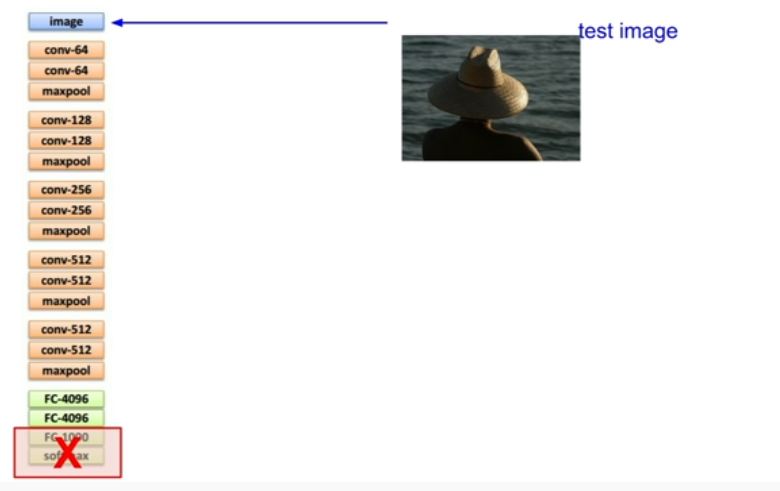 image
test image
conv-64
conv-64
maxpool
conv-128
conv-128
maxpool
conv-256
conv-256
maxpool
conv-512
conv-512
maxpool
conv-512
conv-512
maxpool
FC-4096
FC-4096
FC-1000
softmax
X